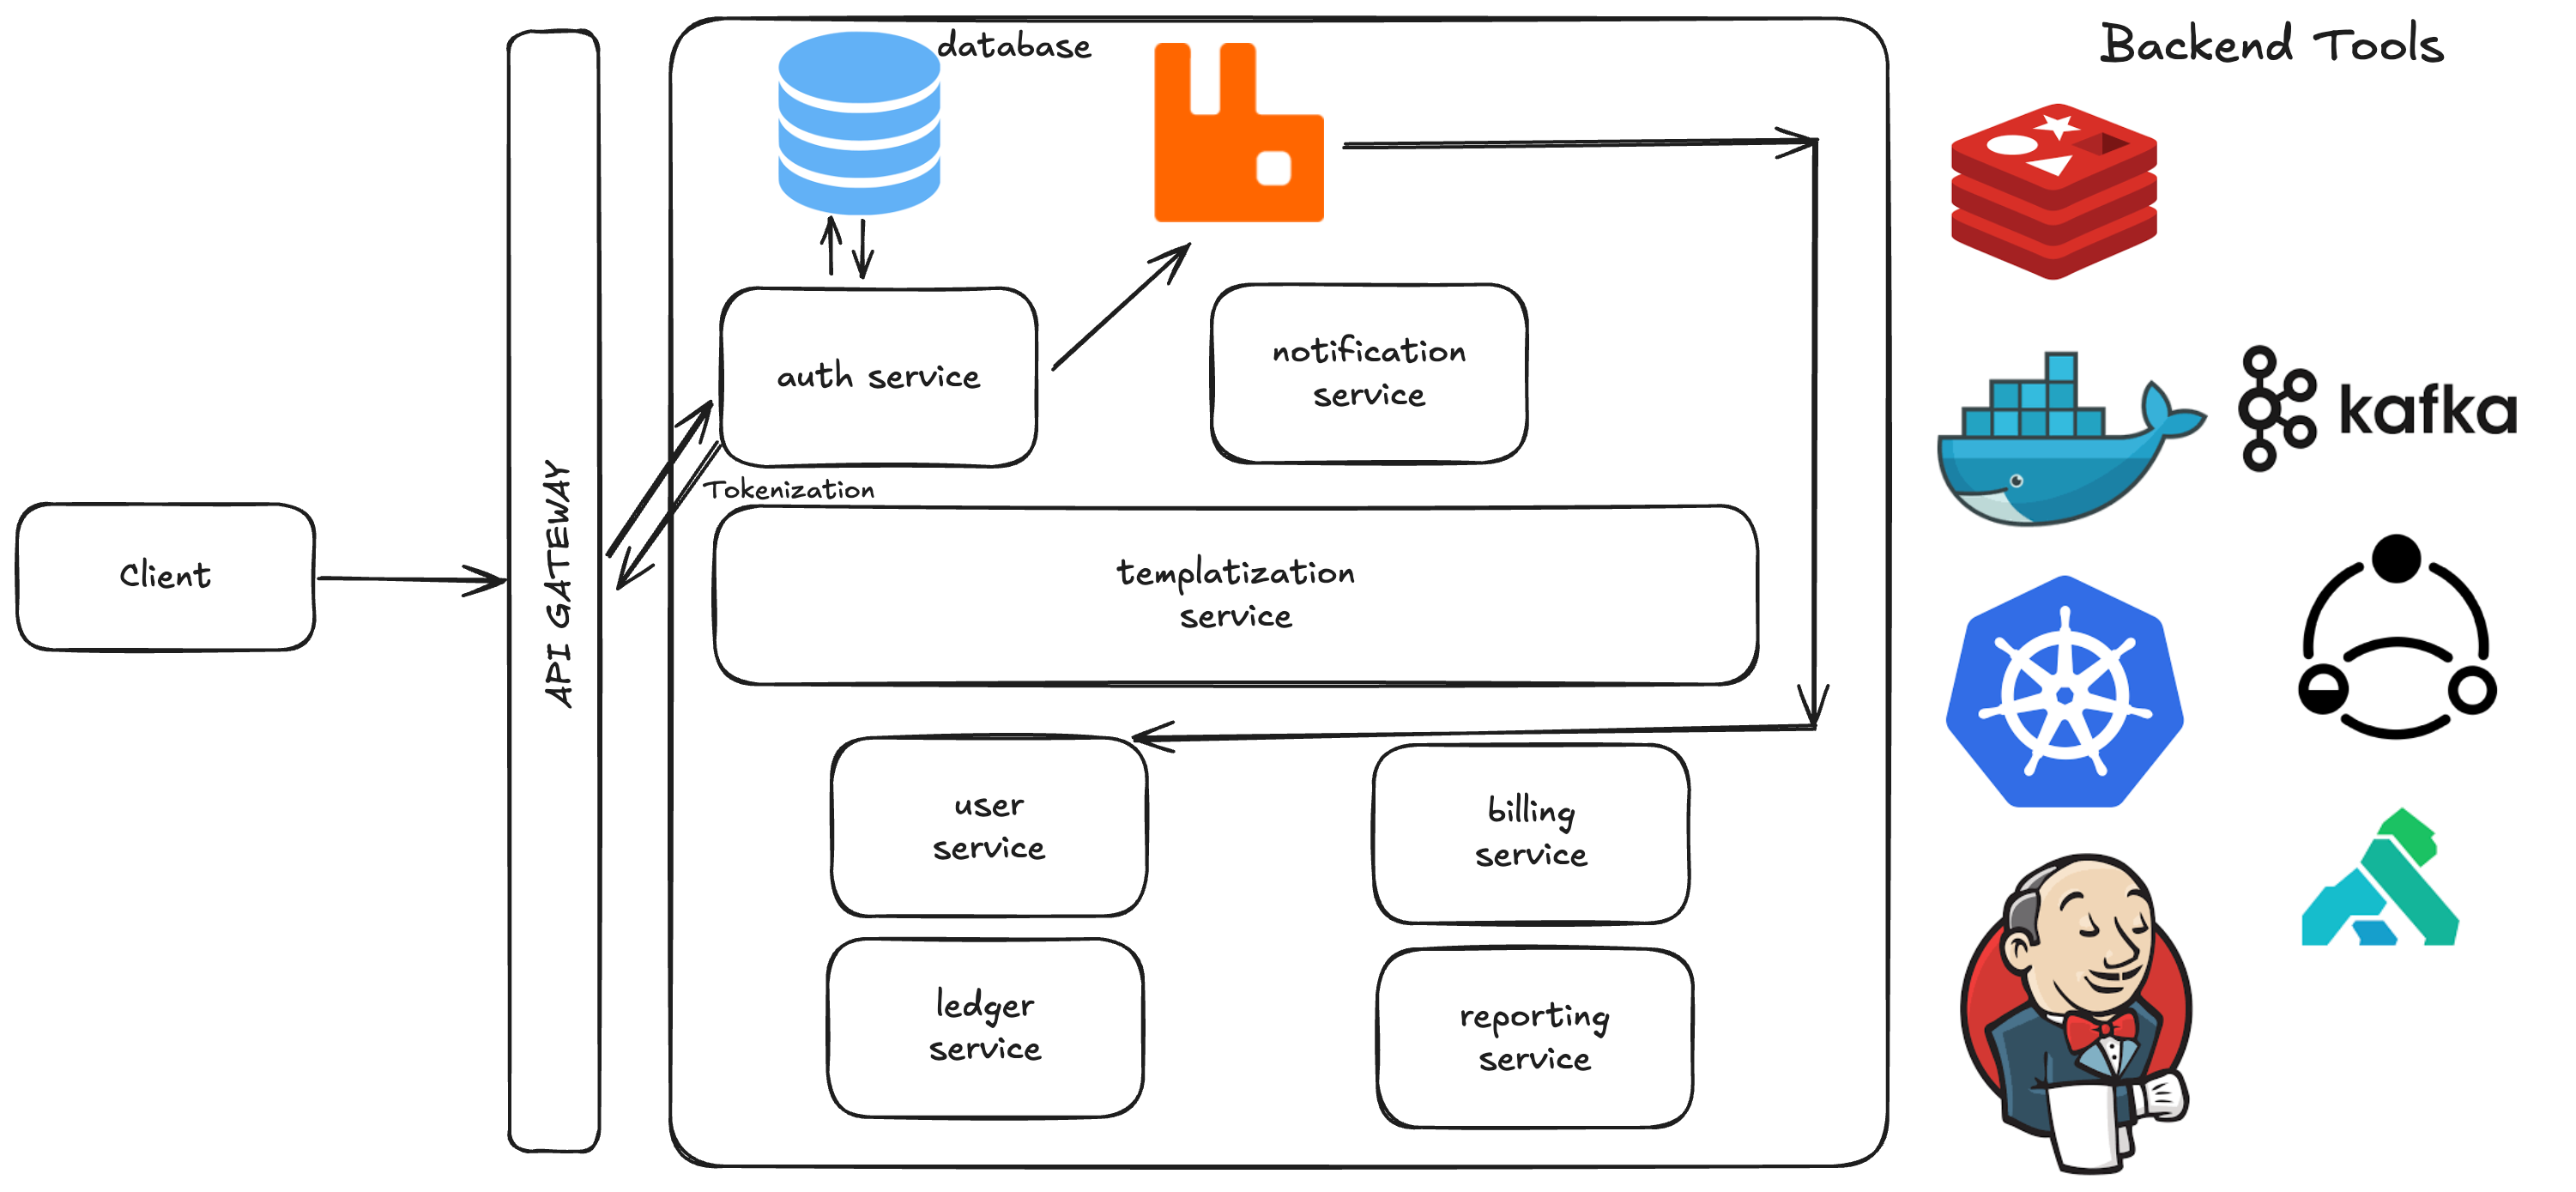 database
Backend Tools
auth service
notification
service
kafka
Tokenization
API GATEWAY
Client
templatization
service
user
service
billing
service
ledger
service
reporting
service